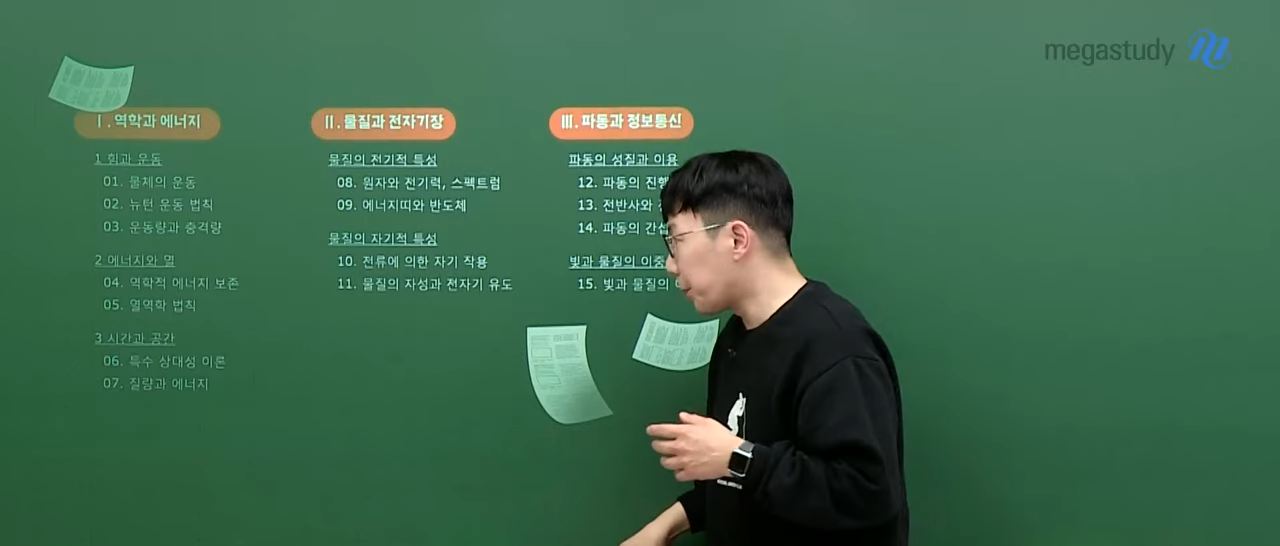 megastudy
Ⅰ. 역학과 에너지
1 힘과 운동
01. 물체의 운동
02. 뉴턴 운동 법칙
03. 운동량과 충격량
2 에너지와 열
04. 역학적 에너지 보존
05. 열역학 법칙
3 시간과 공간
06. 특수 상대성 이론
07. 질량과 에너지
Ⅱ. 물질과 전자기장
물질의 전기적 특성
08. 원자와 전기력, 스펙트럼
09. 에너지띠와 반도체
물질의 자기적 특성
10. 전류에 의한 자기 작용
11. 물질의 자성과 전자기 유도
Ⅲ. 파동과 정보통신
파동의 성질과 이용
12. 파동의 진행
13. 전반사와
14. 파동의 간섭
빛과 물질의 이중
15. 빛과 물질의